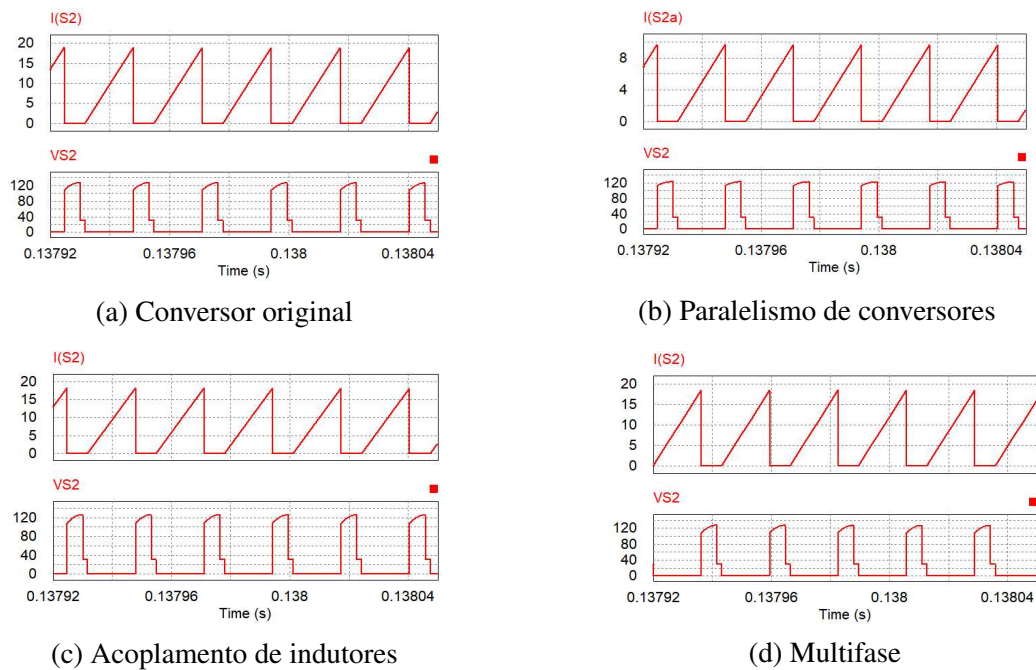 I(S2)
20
15
10
5
0
VS2
120
80
40
0
0.13792 0.13796 0.138 0.13804
Time (s)
(a) Conversor original
I(S2a)
8
4
0
VS2
120
80
40
0
0.13792 0.13796 0.138 0.13804
Time (s)
(b) Paralelismo de conversores
I(S2)
20
15
10
5
0
VS2
120
80
40
0
0.13792 0.13796 0.138 0.13804
Time (s)
(c) Acoplamento de indutores
I(S2)
20
15
10
5
0
VS2
120
80
40
0
0.13792 0.13796 0.138 0.13804
Time (s)
(d) Multifase